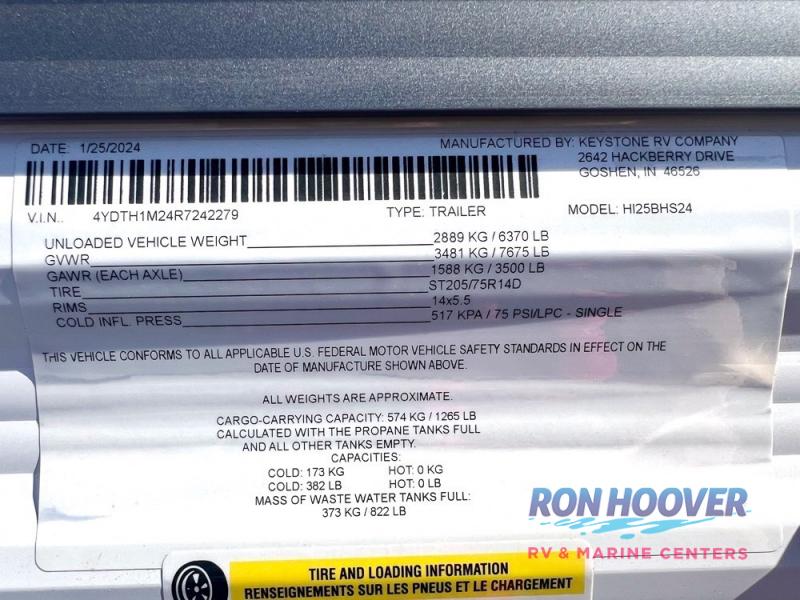 DATE: 1/25/2024
MANUFACTURED BY: KEYSTONE RV COMPANY
2642 HACKBERRY DRIVE
GOSHEN, IN 46526
V.I.N.. 4YDTH1M24R7242279 TYPE: TRAILER MODEL: HI25BHS24
UNLOADED VEHICLE WEIGHT 2889 KG / 6370 LB
GVWR 3481 KG / 7675 LB
GAWR (EACH AXLE) 1588 KG / 3500 LB
TIRE ST205/75R14D
RIMS 14x5.5
COLD INFL. PRESS 517 KPA / 75 PSI/LPC - SINGLE
THIS VEHICLE CONFORMS TO ALL APPLICABLE U.S. FEDERAL MOTOR VEHICLE SAFETY STANDARDS IN EFFECT ON THE
DATE OF MANUFACTURE SHOWN ABOVE.
ALL WEIGHTS ARE APPROXIMATE.
CARGO-CARRYING CAPACITY: 574 KG / 1265 LB
CALCULATED WITH THE PROPANE TANKS FULL
AND ALL OTHER TANKS EMPTY.
CAPACITIES:
COLD: 173 KG HOT: 0 KG
COLD: 382 LB HOT: 0 LB
MASS OF WASTE WATER TANKS FULL:
373 KG / 822 LB
RON HOOVER
RV & MARINE CENTERS
TIRE AND LOADING INFORMATION
RENSEIGNEMENTS SUR LES PNEUS ET LE CHARGEMENT